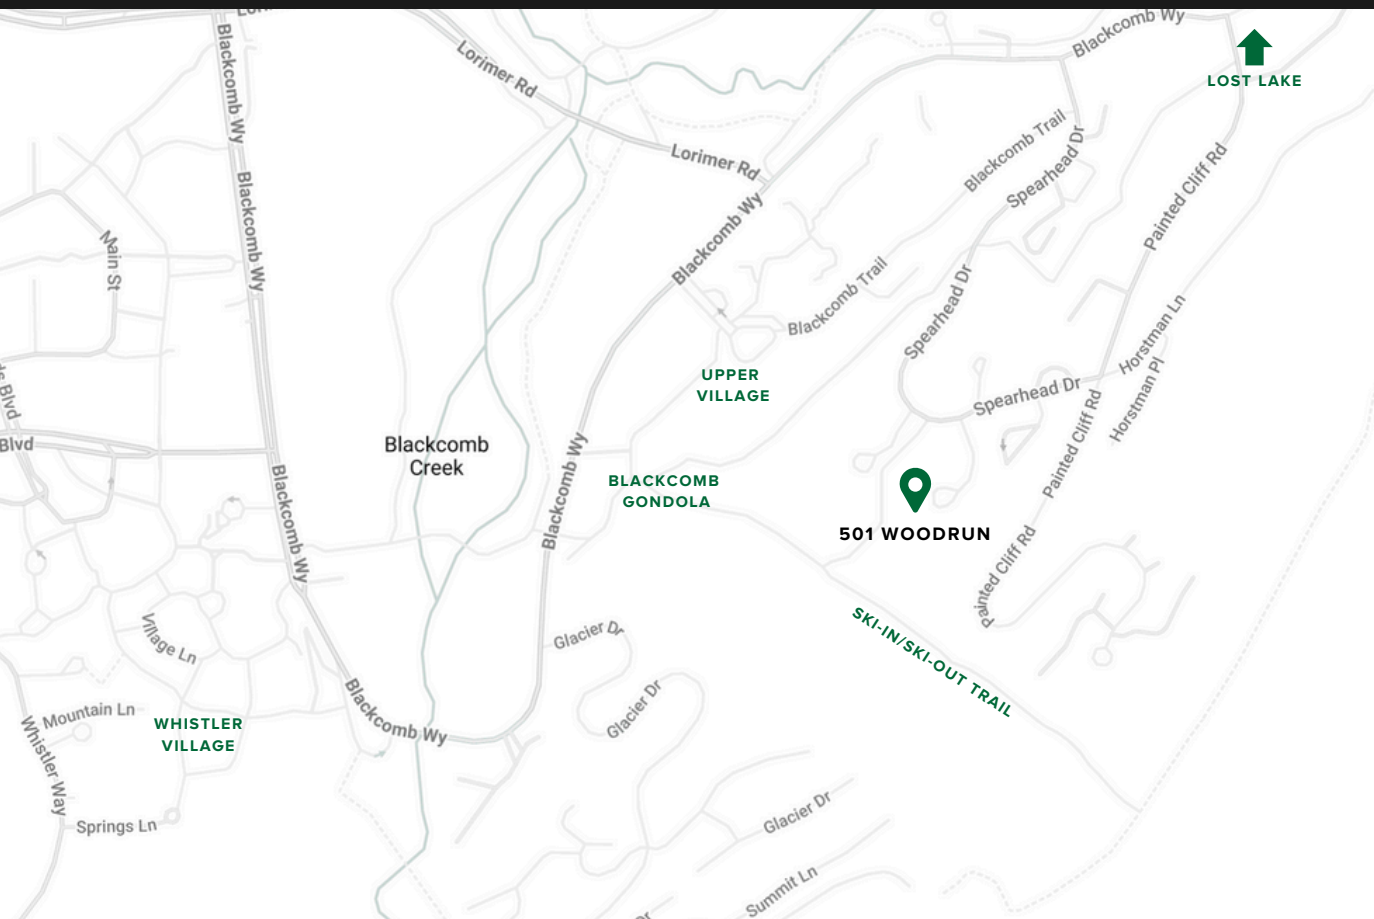 Blackcomb Wy
Lorimer Rd
LOST LAKE
Blackcomb Wy
Blackcomb Trail
Spearhead Dr
Lorimer Rd
Painted Cliff Rd
Blackcomb Wy
Blackcomb Wy
Main St
Blackcomb Trail
Spearhead Dr
Horstman Ln
UPPER
VILLAGE
Spearhead Dr
Horstman Pl
Blvd
Blvd
Blackcomb
Creek
Painted Cliff Rd
BLACKCOMB
GONDOLA
Blackcomb Wy
Blackcomb Wy
501 WOODRUN
Painted Cliff Rd
Village Ln
Glacier Dr
SKI-IN/SKI-OUT TRAIL
Mountain Ln
WHISTLER
VILLAGE
Blackcomb Wy
Glacier Dr
Whistler Way
Springs Ln
Glacier Dr
Summit Ln